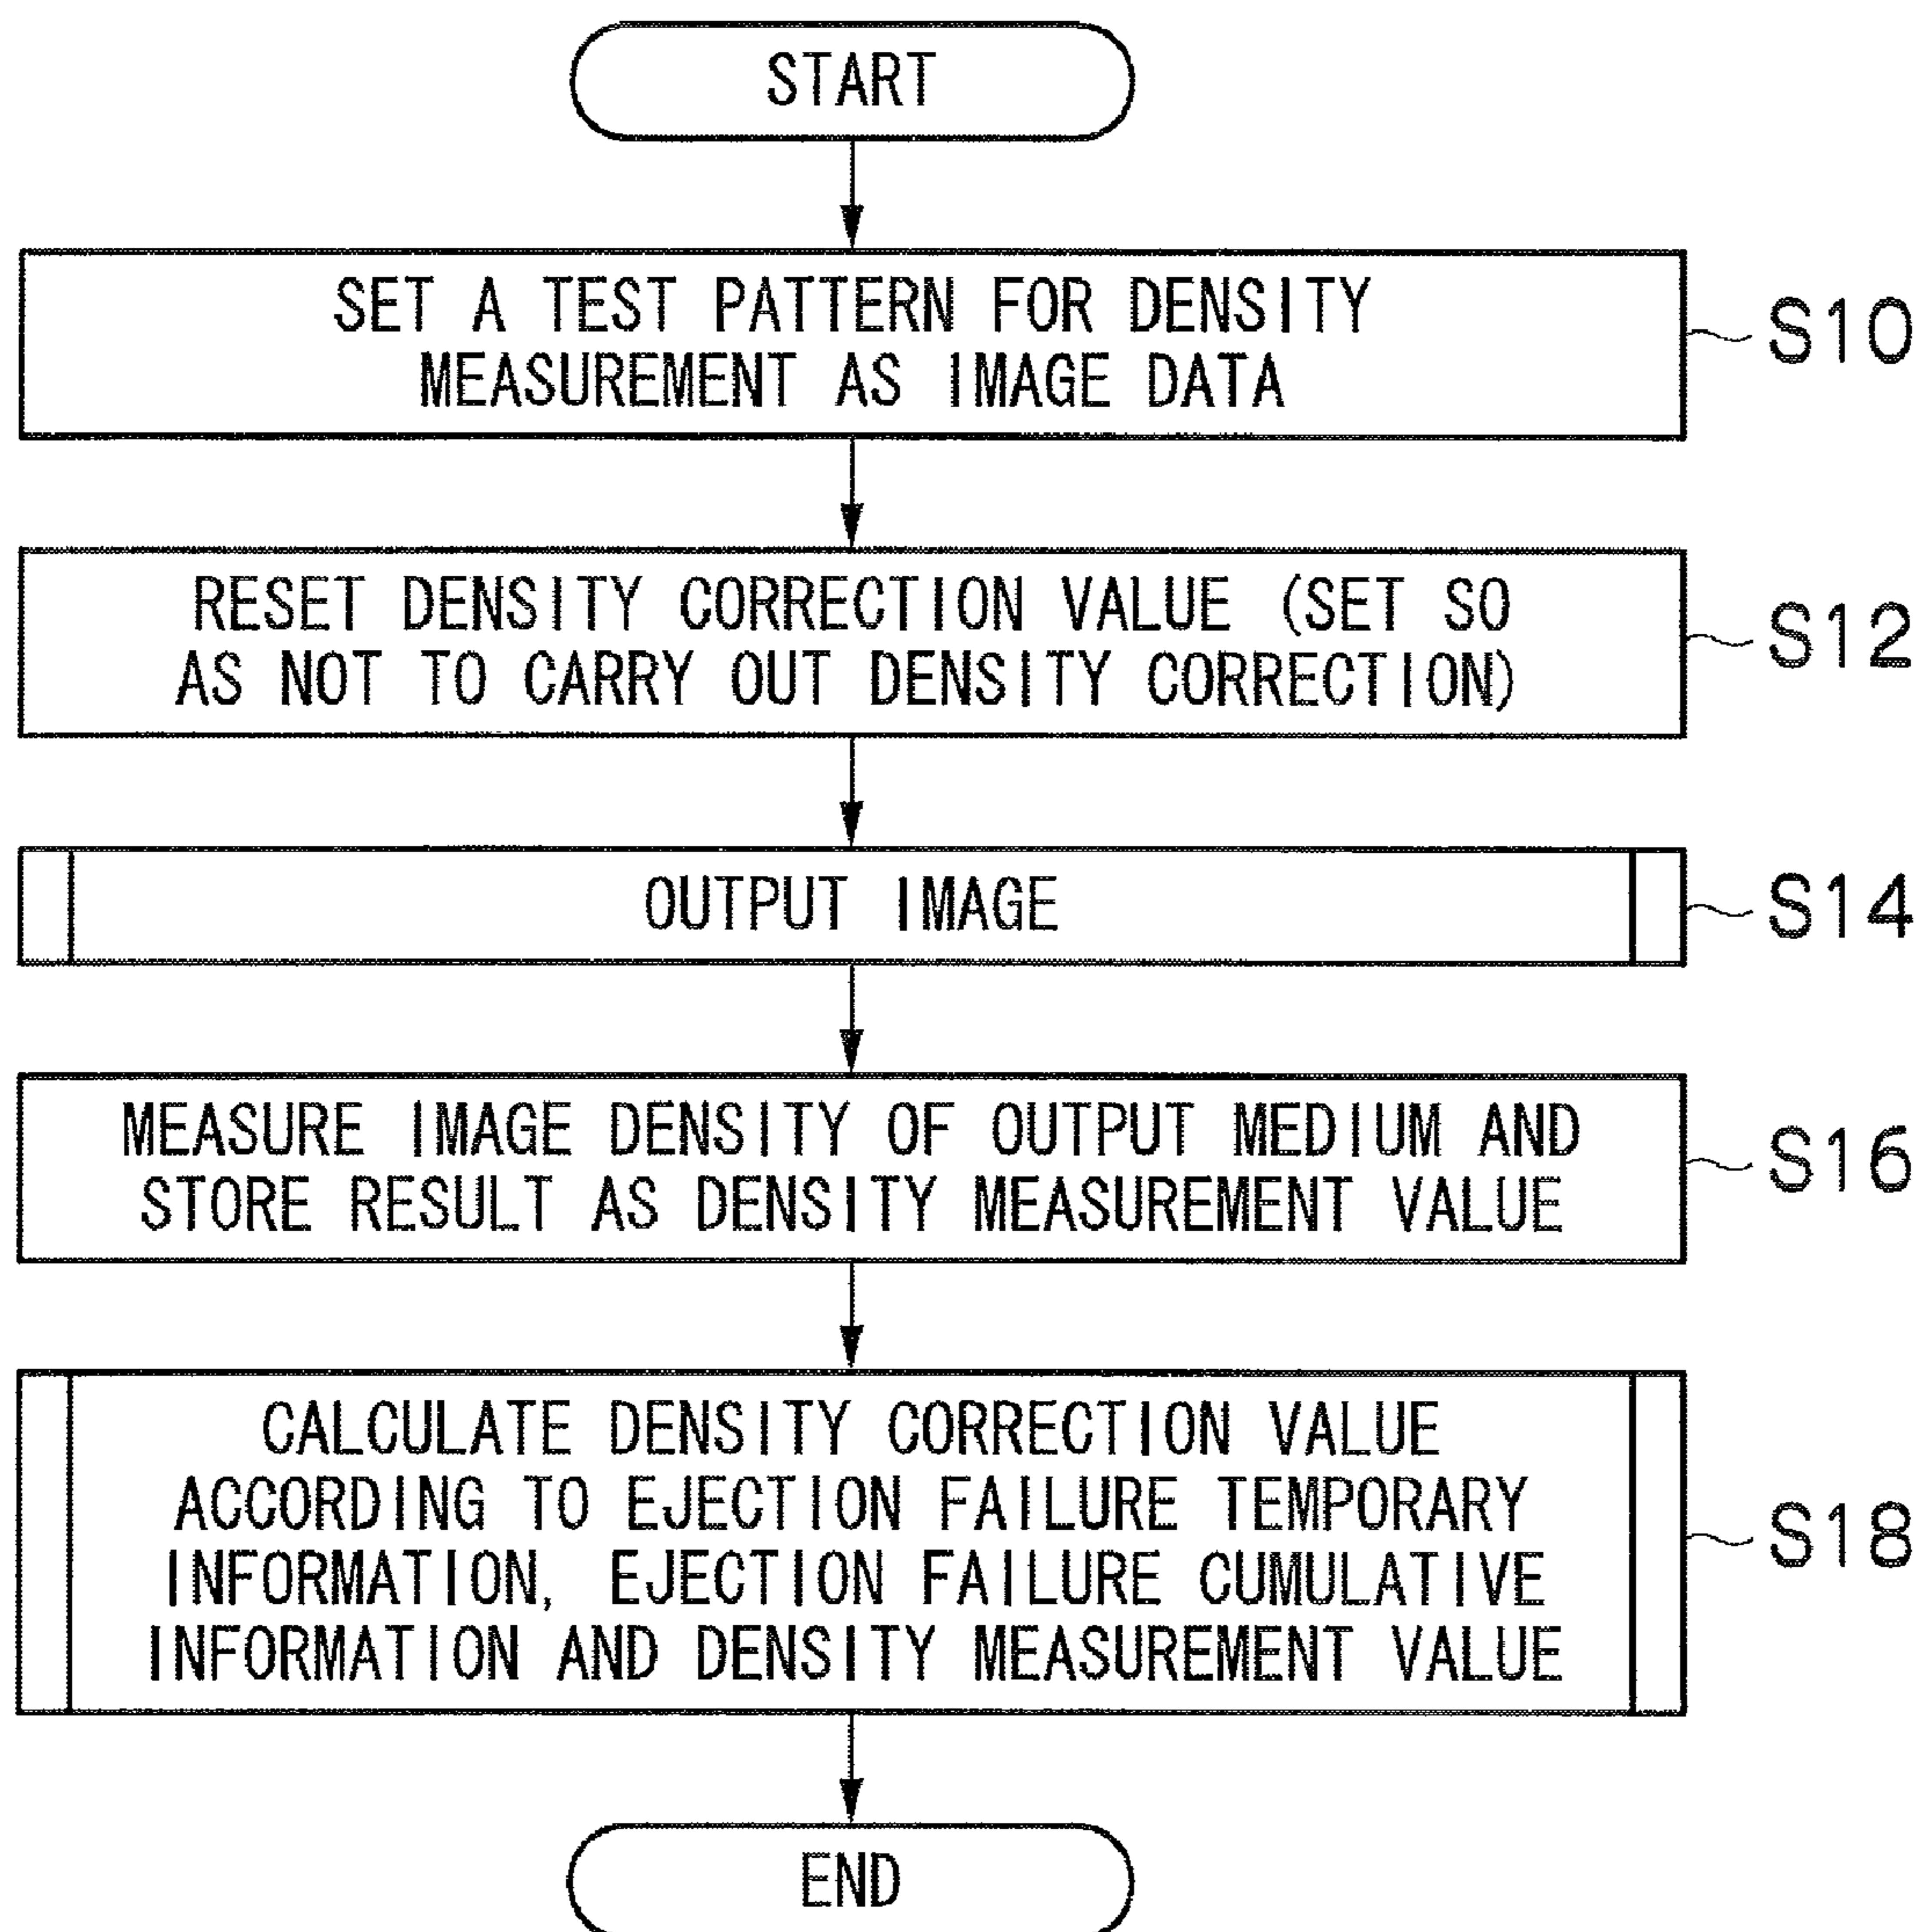 START
SET A TEST PATTERN FOR DENSITY
MEASUREMENT AS IMAGE DATA
S10
RESET DENSITY CORRECTION VALUE (SET SO
AS NOT TO CARRY OUT DENSITY CORRECTION)
S12
OUTPUT IMAGE
S14
MEASURE IMAGE DENSITY OF OUTPUT MEDIUM AND
STORE RESULT AS DENSITY MEASUREMENT VALUE
S16
CALCULATE DENSITY CORRECTION VALUE
ACCORDING TO EJECTION FAILURE TEMPORARY
INFORMATION, EJECTION FAILURE CUMULATIVE
INFORMATION AND DENSITY MEASUREMENT VALUE
S18
END